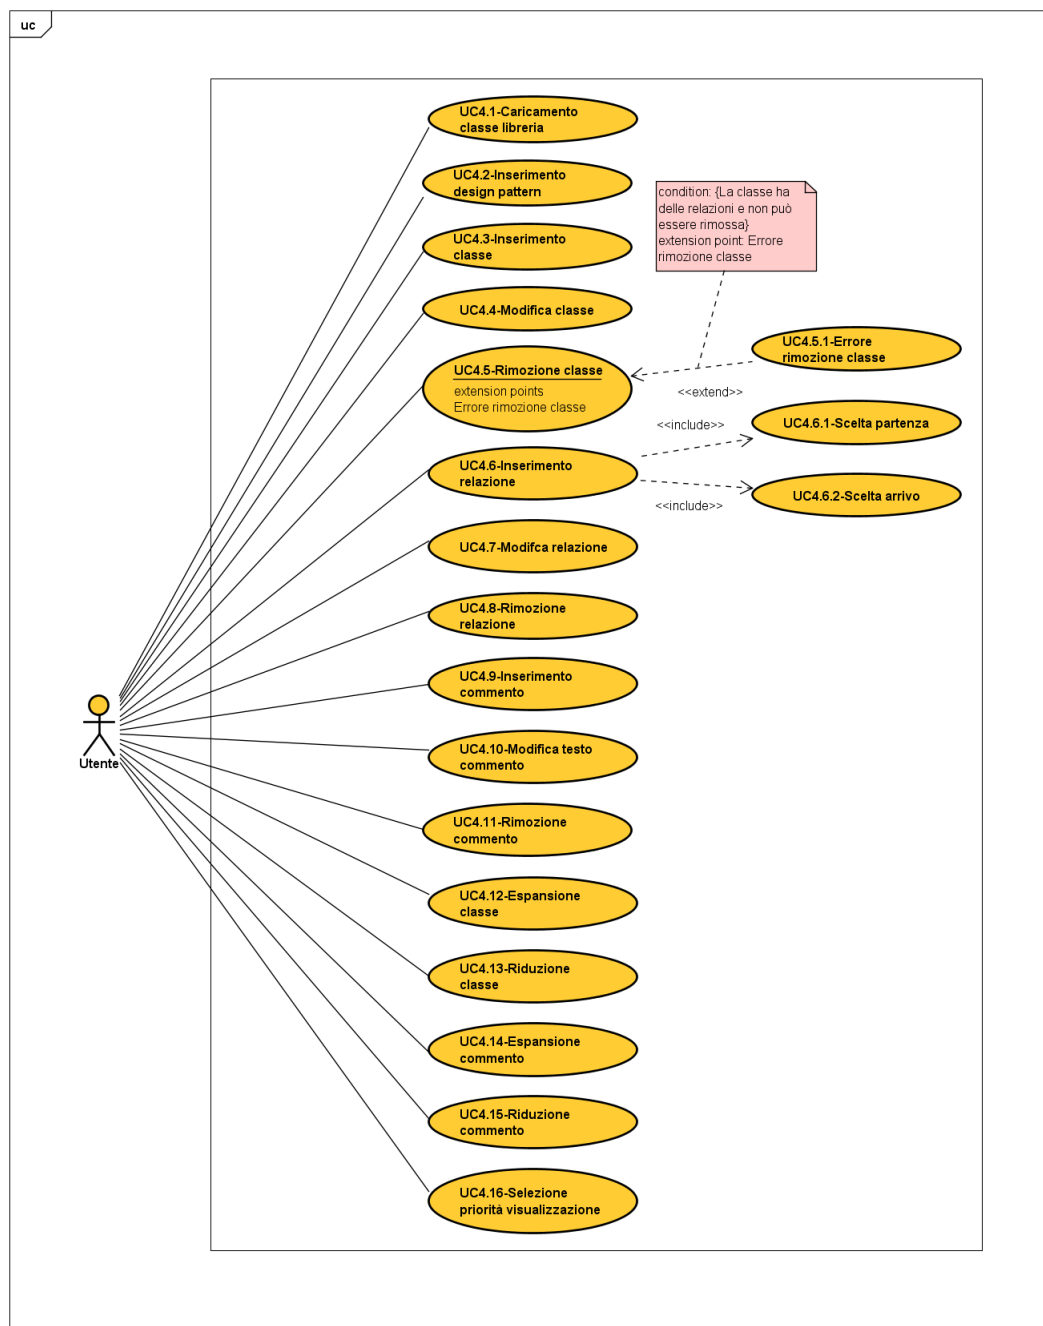 uc
UC4.1-Caricamento
classe libreria
UC4.2-Inserimento
design pattern
condition: {La classe ha
delle relazioni e non può
essere rimossa}
extension point: Errore
rimozione classe
UC4.3-Inserimento
classe
UC4.4-Modifica classe
UC4.5.1-Errore
rimozione classe
UC4.5-Rimozione classe
extension points
Errore rimozione classe
<<extend>>
<<include>>
UC4.6.1-Scelta partenza
UC4.6-Inserimento
relazione
UC4.6.2-Scelta arrivo
<<include>>
UC4.7-Modifca relazione
UC4.8-Rimozione
relazione
UC4.9-Inserimento
commento
UC4.10-Modifica testo
commento
Utente
UC4.11-Rimozione
commento
UC4.12-Espansione
classe
UC4.13-Riduzione
classe
UC4.14-Espansione
commento
UC4.15-Riduzione
commento
UC4.16-Selezione
priorità visualizzazione